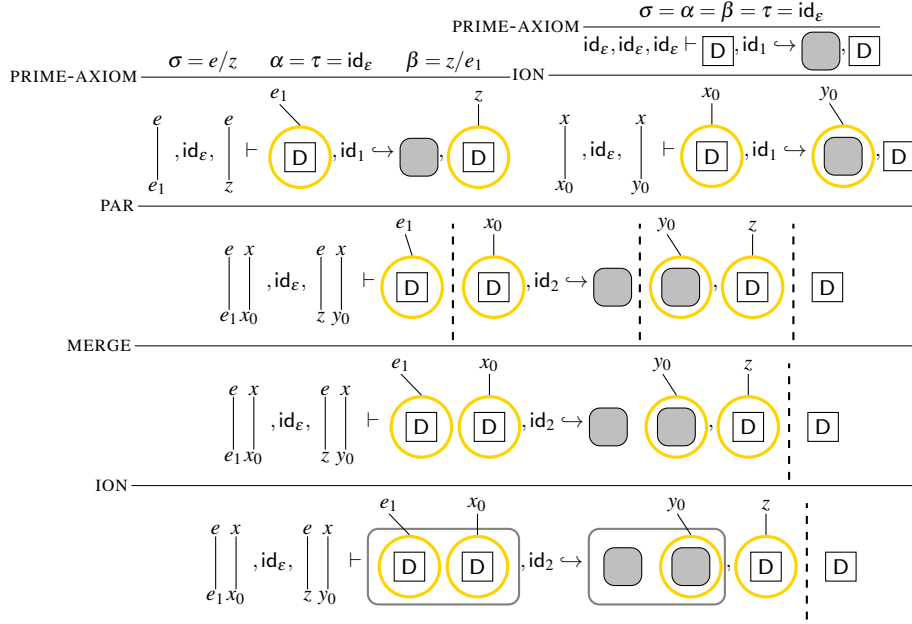 σ = α = β = τ = id_ε
PRIME-AXIOM
id_ε, id_ε, id_ε ⊢ D, id_1 ↪ , D
PRIME-AXIOM σ = e/z α = τ = id_ε β = z/e_1 ION
e_1 z x_0 y_0
e e x x
, id_ε, ⊢ D , id_1 ↪ , D , id_ε, ⊢ D , id_1 ↪ , D
e_1 z x_0 y_0
PAR
e_1 x_0 y_0 z
e x e x
, id_ε, ⊢ D D , id_2 ↪ , D D
e_1 x_0 z y_0
MERGE
e_1 x_0 y_0 z
e x e x
, id_ε, ⊢ D D , id_2 ↪ , D D
e_1 x_0 z y_0
ION
e_1 x_0 y_0 z
e x e x
, id_ε, ⊢ D D , id_2 ↪ , D D
e_1 x_0 z y_0